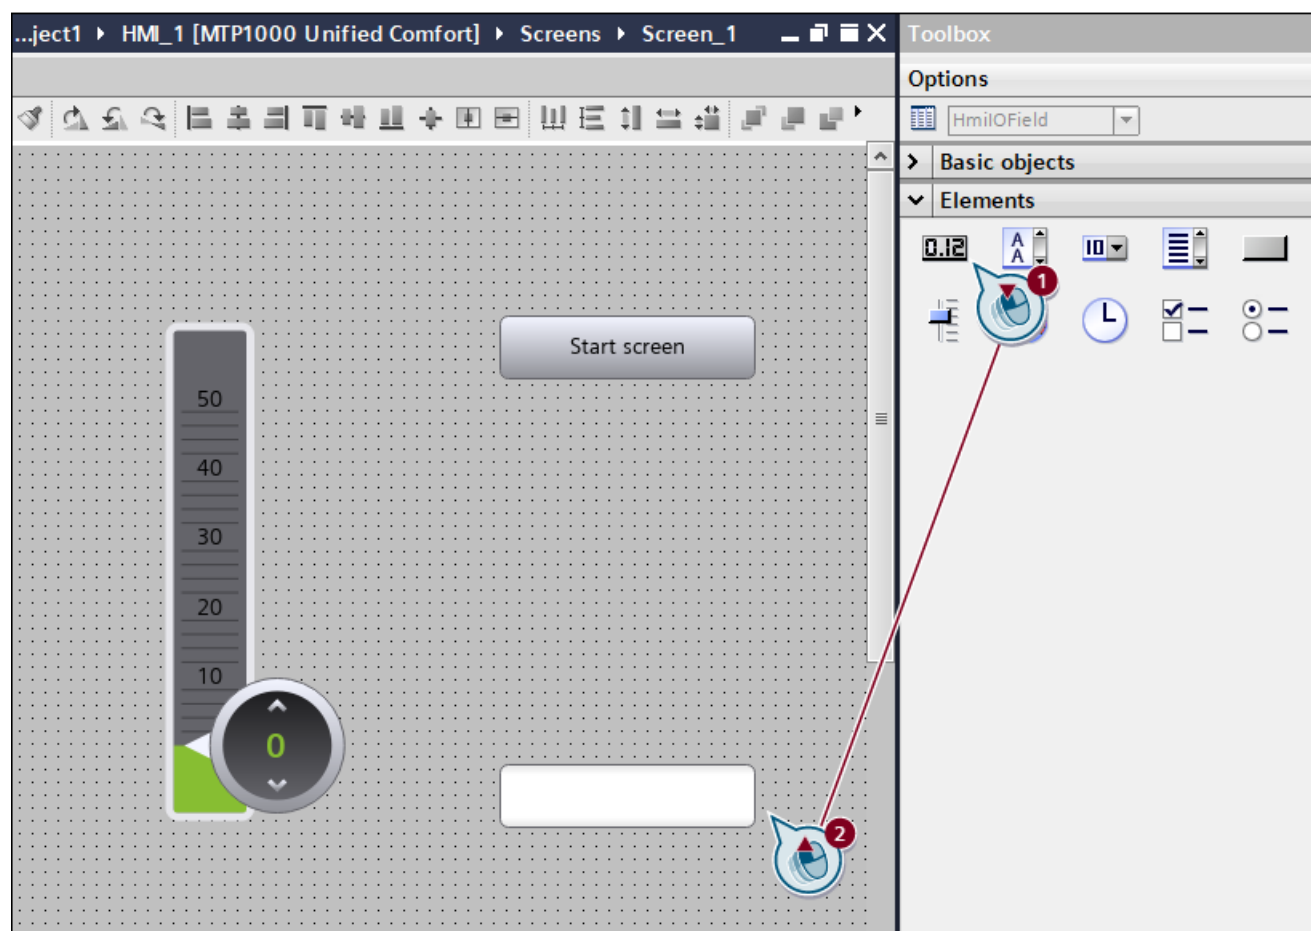 ...ject1 ▸ HMI_1 [MTP1000 Unified Comfort] ▸ Screens ▸ Screen_1
Toolbox
Options
HmiIOField
Basic objects
Elements
0.12
A
A
10
1
Start screen
50
40
30
20
10
0
2